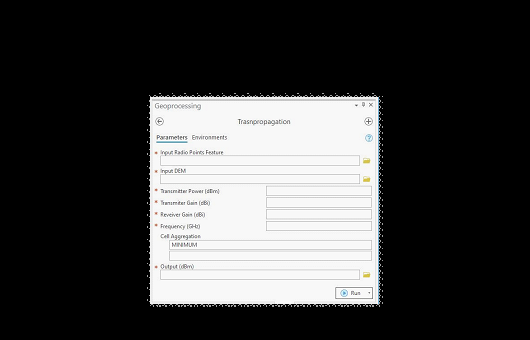 Geoprocessing
Trasnpropagation
Parameters Environments
Input Radio Points Feature
Input DEM
Transmitter Power (dBm)
Transmiter Gain (dBi)
Reveiver Gain (dBi)
Frequency (GHz)
Cell Aggregation
MINIMUM
Output (dBm)
Run